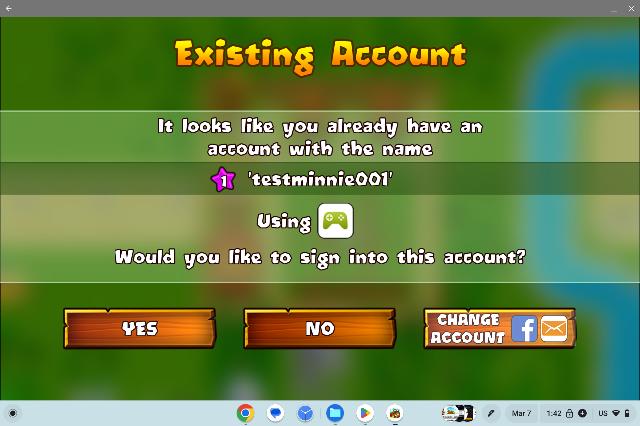 Existing Account
It looks like you already have an
account with the name
1 'testminnie001'
Using
Would you like to sign into this account?
YES
NO
CHANGE
ACCOUNT
Mar 7
1:42
US